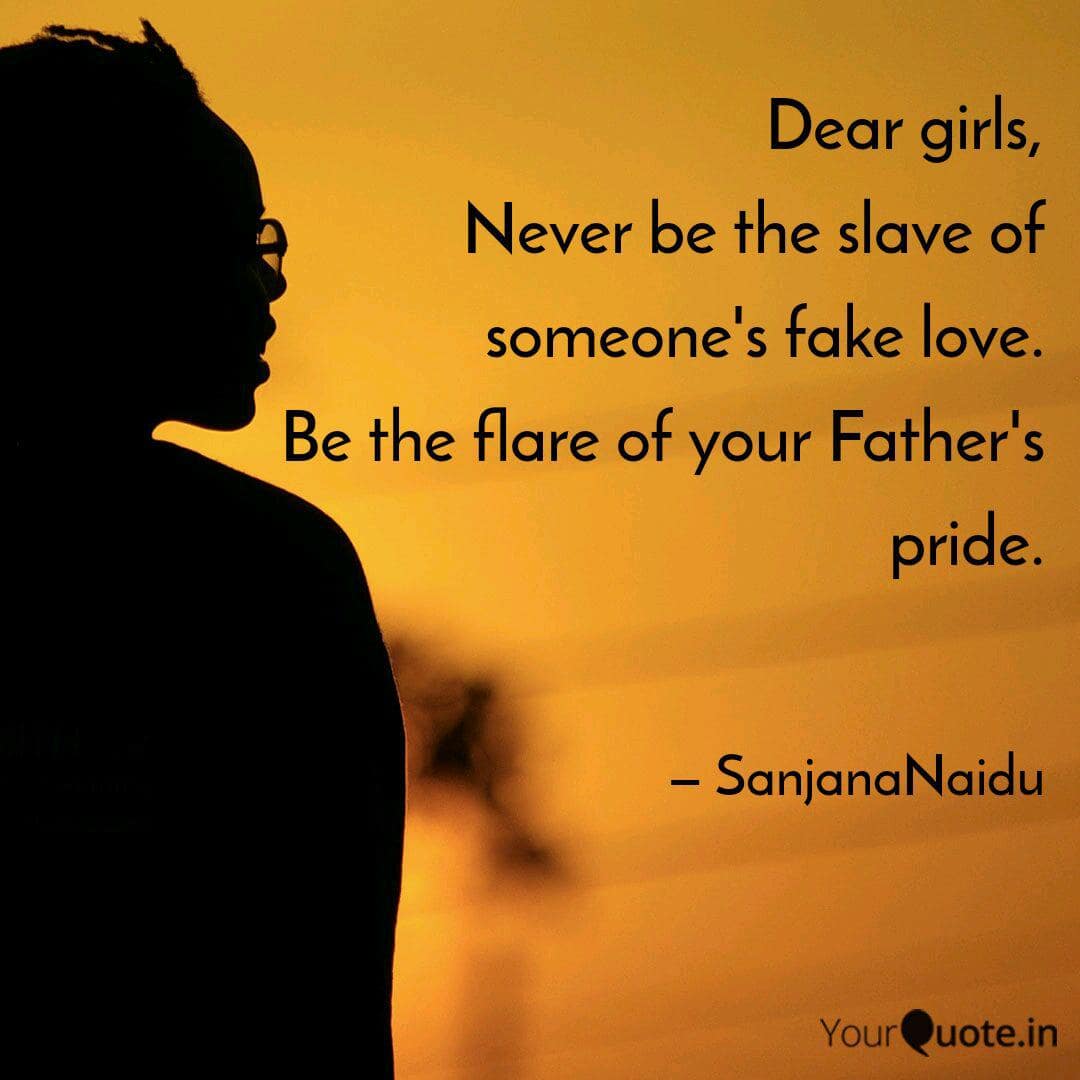 Dear girls,
Never be the slave of
someone's fake love.
Be the flare of your Father's
pride.
– SanjanaNaidu
YourQuote.in